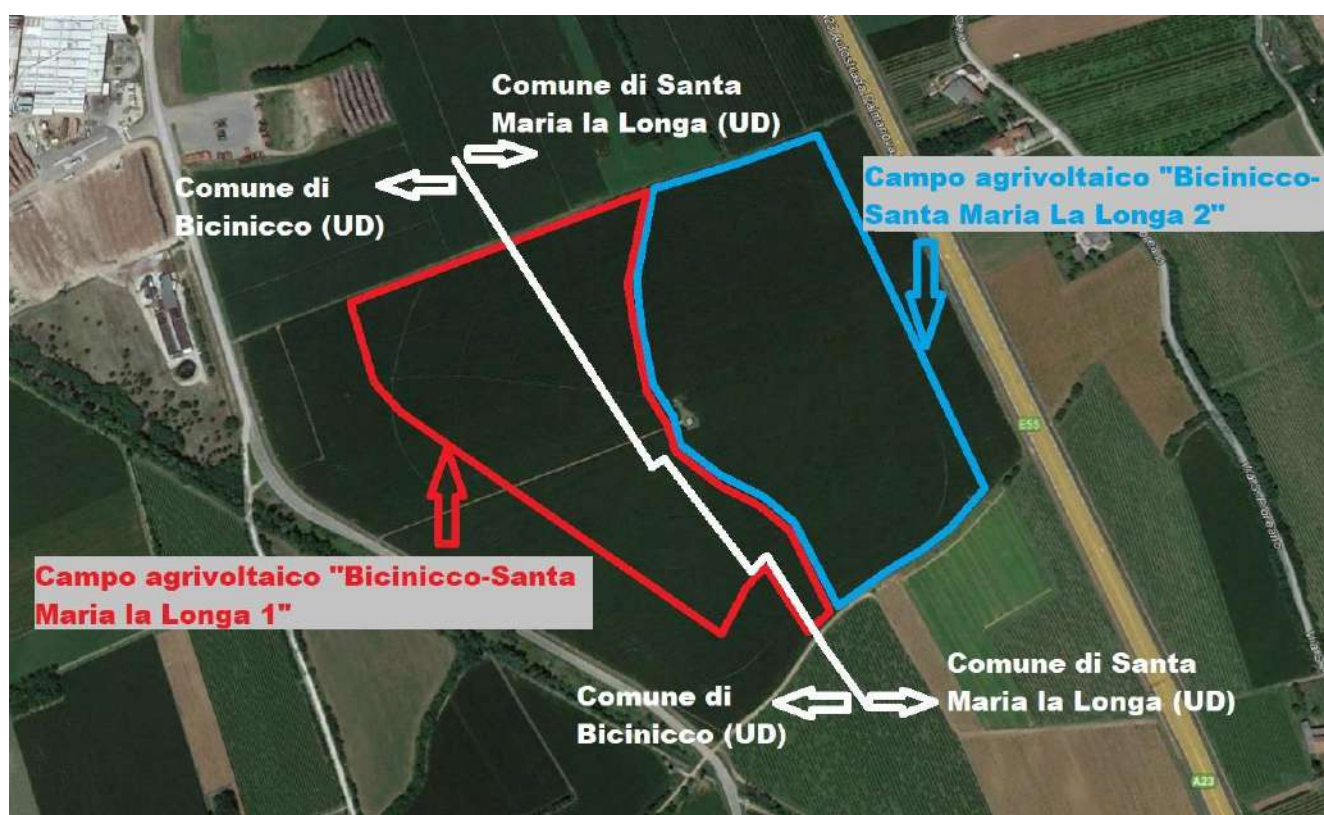 Comune di Santa
Maria la Longa (UD)
Comune di
Bicinicco (UD)
Campo agrivoltaico "Bicinicco-
Santa Maria La Longa 2"
E55
Campo agrivoltaico "Bicinicco-Santa
Maria la Longa 1"
Comune di Santa
Maria la Longa (UD)
Comune di
Bicinicco (UD)
A23